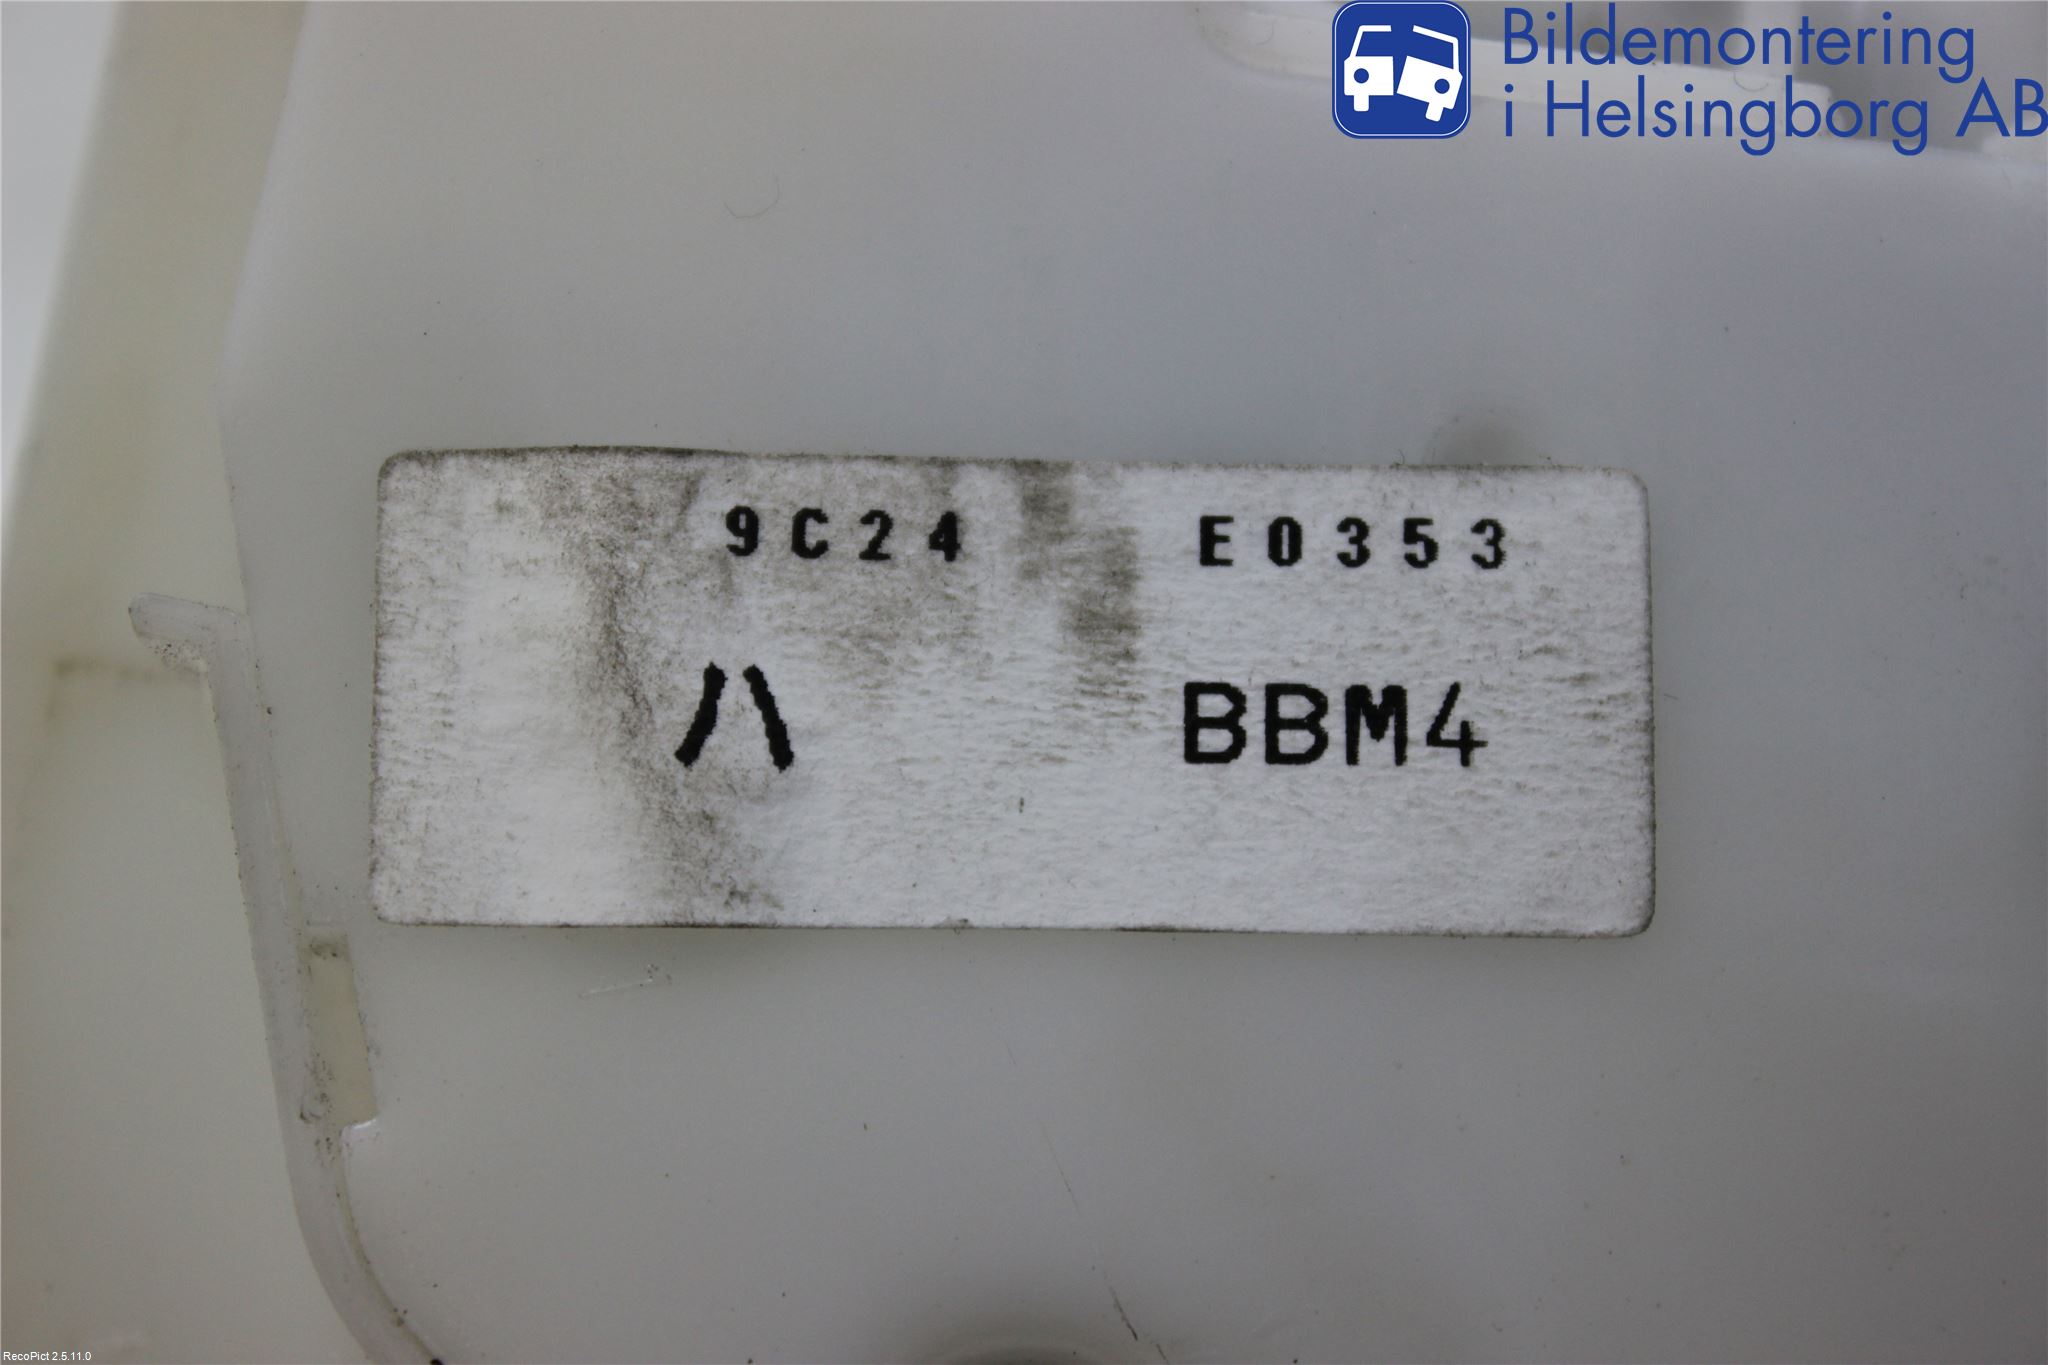 Bildemontering
i Helsingborg AB
9C24 E0353
ハ BBM4
RecoPict 2.5.11.0